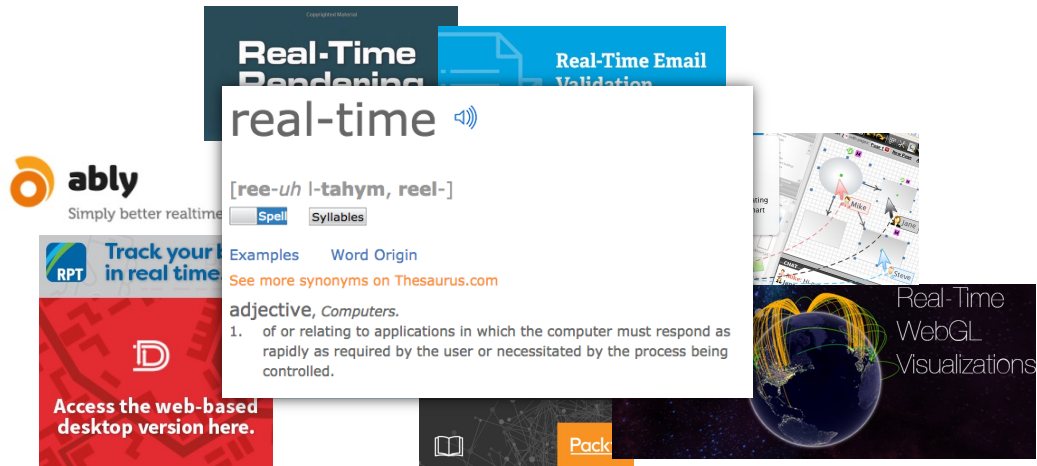 Copyrighted Material
Real-Time
Rendering
Real-Time Email
Validation
real-time
[ree-uh l-tahym, reel-]
Spell
Syllables
Examples
Word Origin
See more synonyms on Thesaurus.com
adjective, Computers.
1. of or relating to applications in which the computer must respond as
rapidly as required by the user or necessitated by the process being
controlled.
ably
Simply better realtime
RPT
Track your b
in real time.
D
Access the web-based
desktop version here.
Pack
Mike
Jane
Steve
CHAT
Real-Time
WebGL
Visualizations